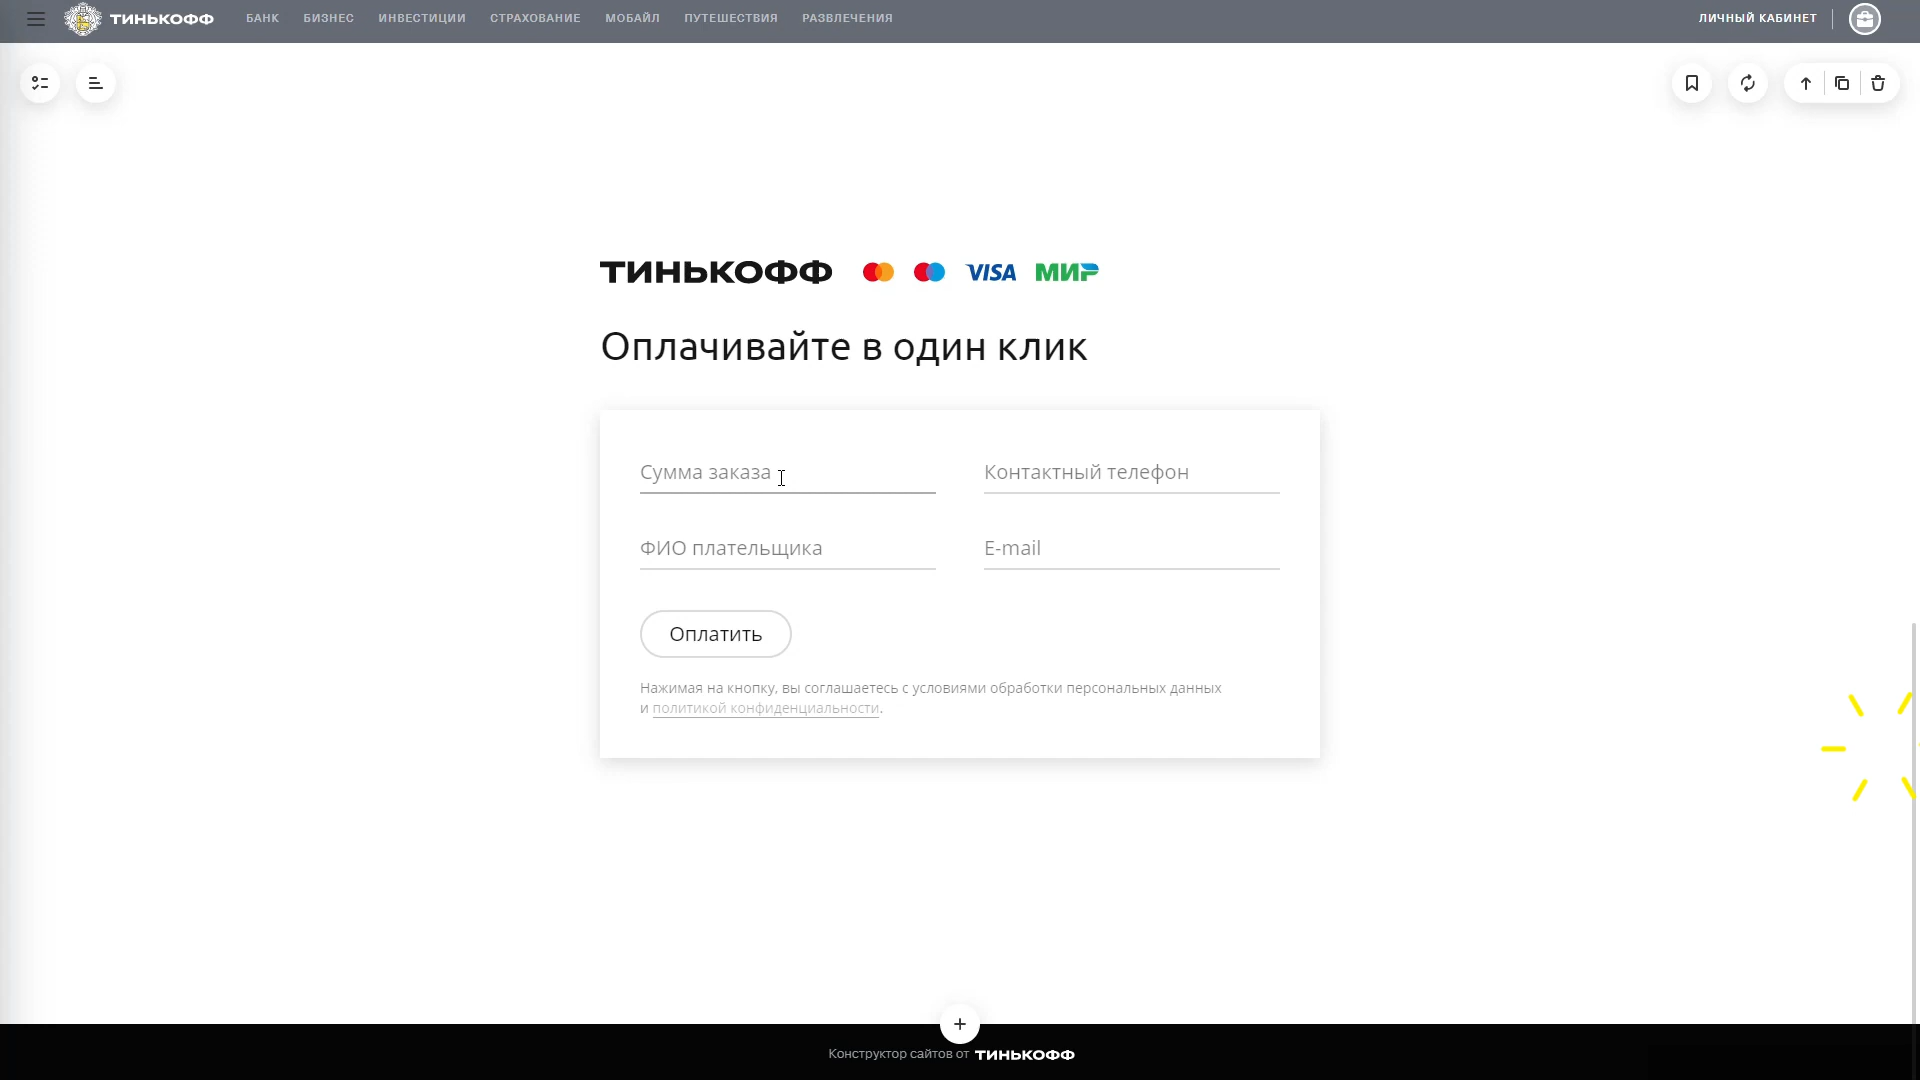 ТИНЬКОФФ БАНК БИЗНЕС ИНВЕСТИЦИИ СТРАХОВАНИЕ МОБАЙЛ ПУТЕШЕСТВИЯ РАЗВЛЕЧЕНИЯ ЛИЧНЫЙ КАБИНЕТ
ТИНЬКОФФ VISA МИР
Оплачивайте в один клик
Сумма заказа Контактный телефон
ФИО плательщика E-mail
Оплатить
Нажимая на кнопку, вы соглашаетесь с условиями обработки персональных данных
и политикой конфиденциальности.
Конструктор сайтов от ТИНЬКОФФ